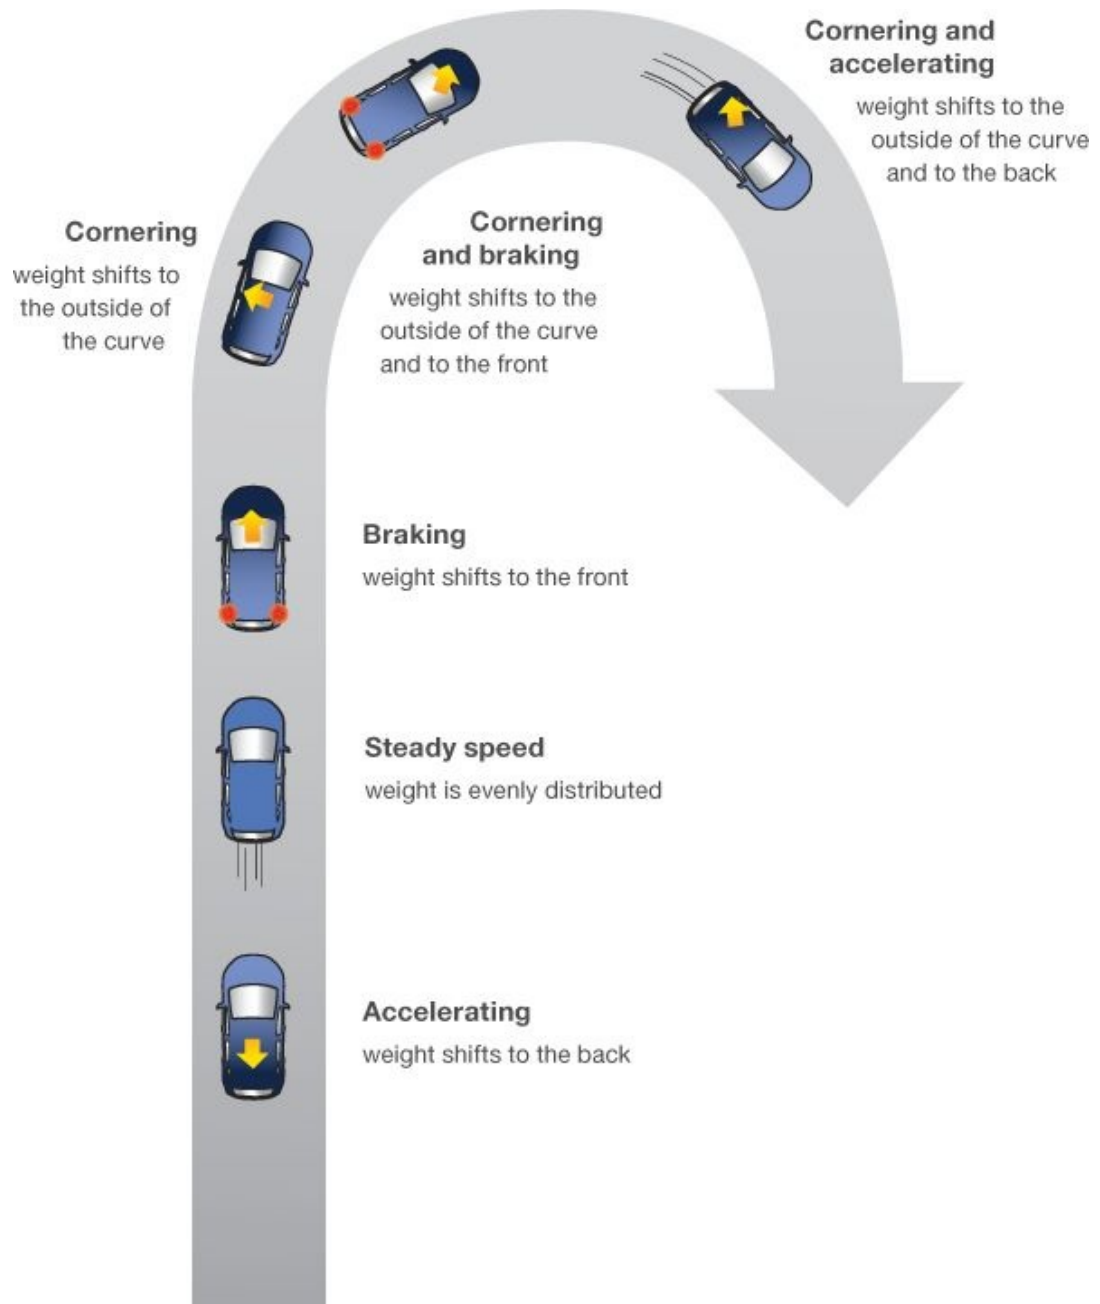 Cornering and
accelerating
weight shifts to the
outside of the curve
and to the back
Cornering
weight shifts to
the outside of
the curve
Cornering
and braking
weight shifts to the
outside of the curve
and to the front
Braking
weight shifts to the front
Steady speed
weight is evenly distributed
Accelerating
weight shifts to the back